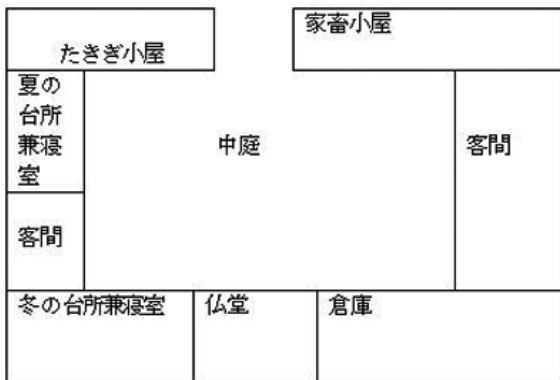 家畜小屋
たきぎ小屋
夏の
台所
兼寝
室
中庭
客間
客間
冬の台所兼寝室
仏堂
倉庫